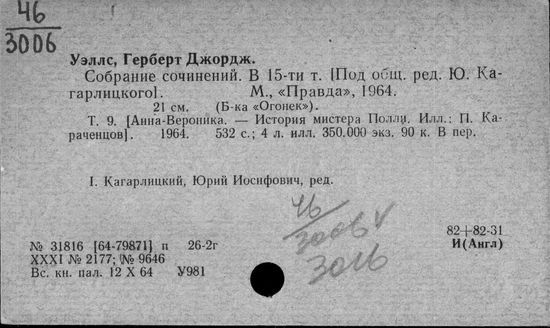 46
3006
Уэллс, Герберт Джордж.
Собрание сочинений. В 15-ти т. [Под общ. ред. Ю. Ка-
гарлицкого]. М., «Правда», 1964.
21 см. (Б-ка «Огонек»).
Т. 9. [Анна-Вероника. — История мистера Полли. Илл.: П. Ка-
раченцов]. 1964. 532 с.; 4 л. илл. 350.000 экз. 90 к. В пер.
I. Кагарлицкий, Юрий Иосифович, ред.
46
3006 v
3016
82+82-31
№ 31816 [64-79871] п 26-2г И(Англ)
XXXI № 2177; № 9646
Вс. кн. пал. 12 X 64 У981